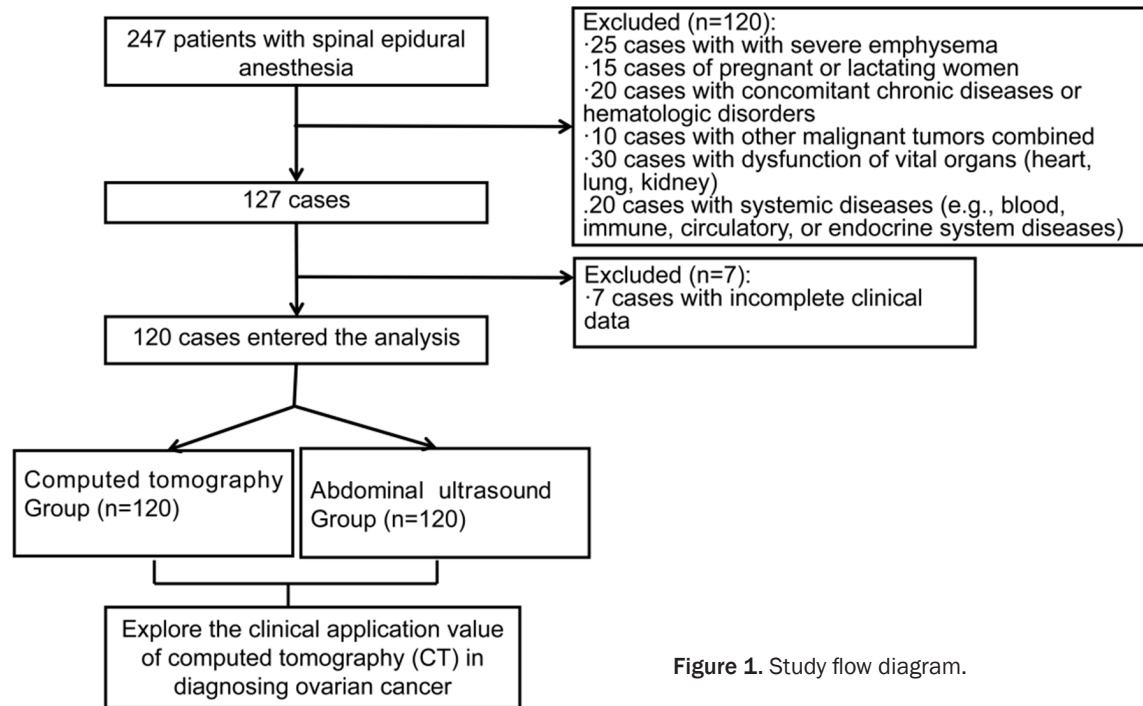 247 patients with spinal epidural
anesthesia
Excluded (n=120):
·25 cases with with severe emphysema
·15 cases of pregnant or lactating women
·20 cases with concomitant chronic diseases or
hematologic disorders
·10 cases with other malignant tumors combined
·30 cases with dysfunction of vital organs (heart,
lung, kidney)
.20 cases with systemic diseases (e.g., blood,
immune, circulatory, or endocrine system diseases)
127 cases
Excluded (n=7):
·7 cases with incomplete clinical
data
120 cases entered the analysis
Computed tomography
Group (n=120)
Abdominal ultrasound
Group (n=120)
Explore the clinical application value
of computed tomography (CT) in
diagnosing ovarian cancer
Figure 1. Study flow diagram.